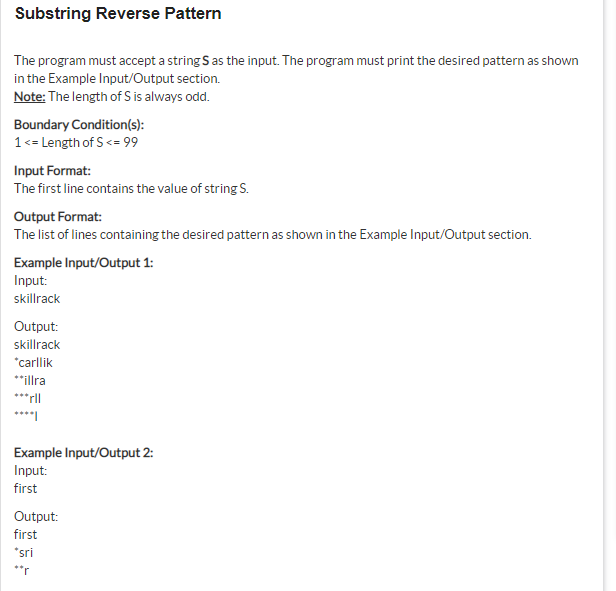 Substring Reverse Pattern
The program must accept a string S as the input. The program must print the desired pattern as shown
in the Example Input/Output section.
Note: The length of S is always odd.
Boundary Condition(s):
1 <= Length of S <= 99
Input Format:
The first line contains the value of string S.
Output Format:
The list of lines containing the desired pattern as shown in the Example Input/Output section.
Example Input/Output 1:
Input:
skillrack
Output:
skillrack
*carllik
**illra
***rll
****l
Example Input/Output 2:
Input:
first
Output:
first
*sri
**r